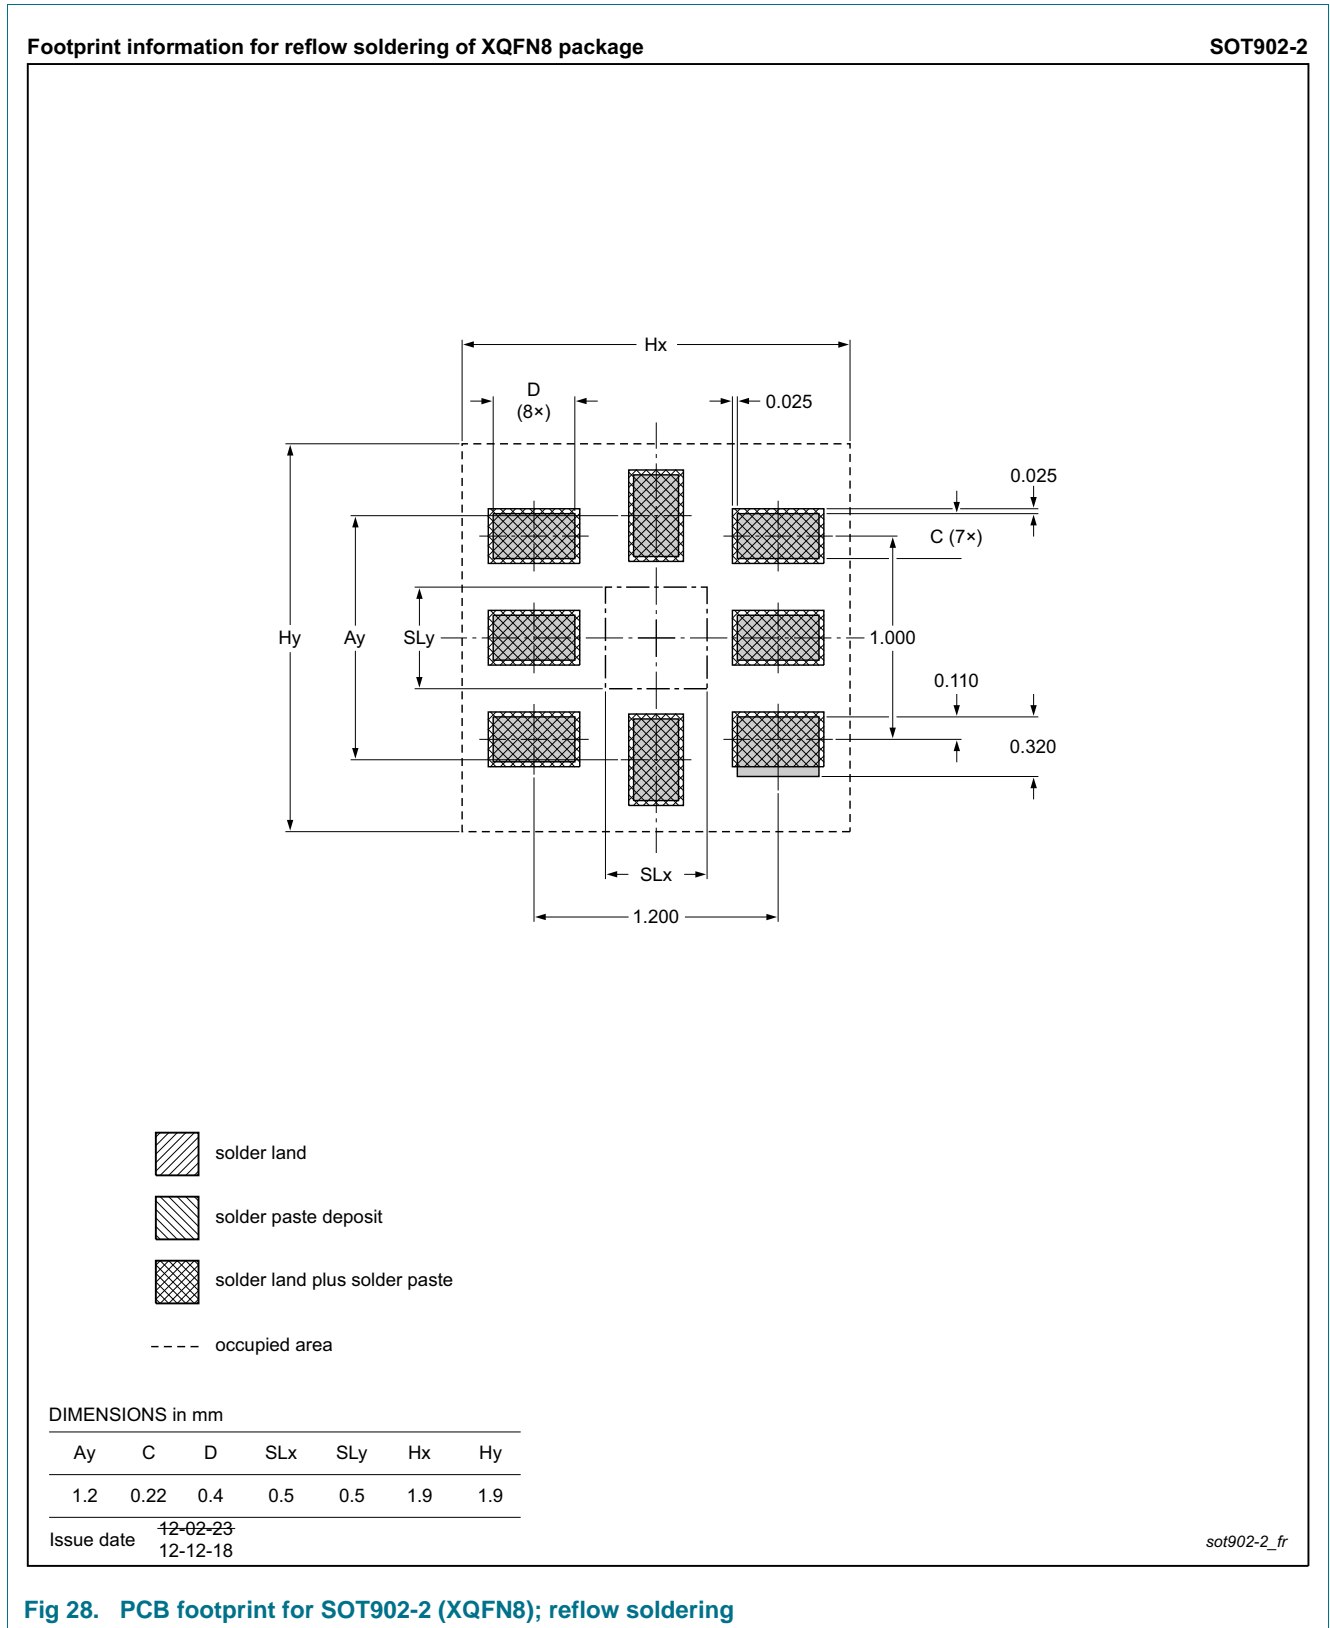 Footprint information for reflow soldering of XQFN8 package SOT902-2
Hx
D
(8×)
0.025
0.025
C (7×)
Hy Ay SLy 1.000
0.110
0.320
SLx
1.200
solder land
solder paste deposit
solder land plus solder paste
occupied area
DIMENSIONS in mm
Ay C D SLx SLy Hx Hy
1.2 0.22 0.4 0.5 0.5 1.9 1.9
Issue date 12-02-23
12-12-18
sot902-2_fr
Fig 28. PCB footprint for SOT902-2 (XQFN8); reflow soldering